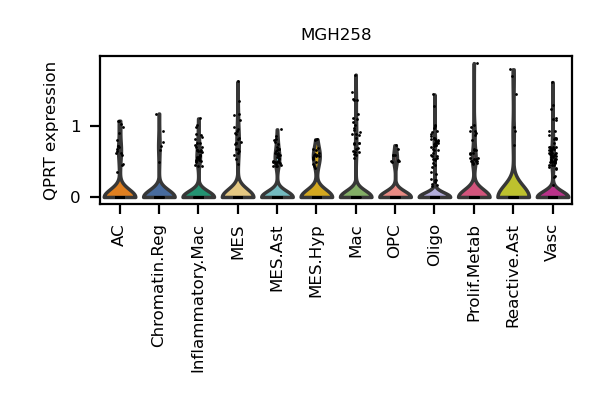 MGH258
QPRT expression
1
0
AC
Chromatin.Reg
Inflammatory.Mac
MES
MES.Ast
MES.Hyp
Mac
OPC
Oligo
Prolif.Metab
Reactive.Ast
Vasc